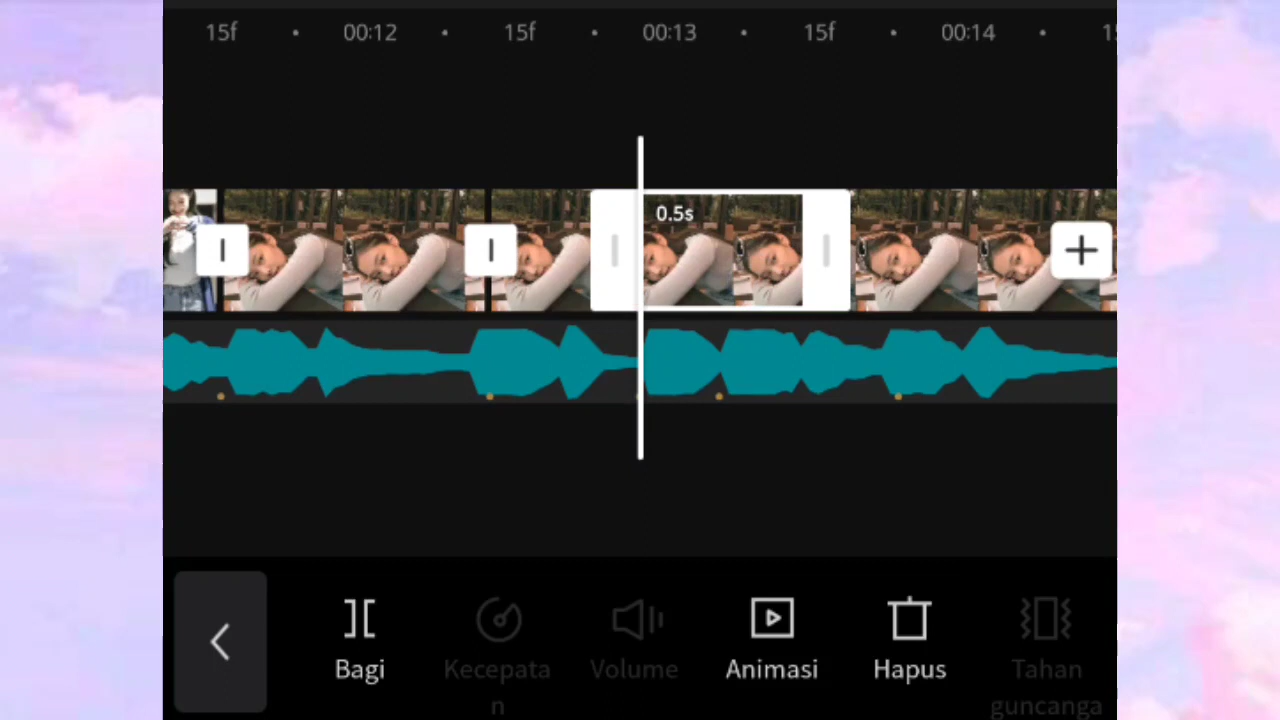 15f 00:12 15f 00:13 15f 00:14
0.5s
Bagi Kecepata Volume Animasi Hapus Tahan
n guncanga